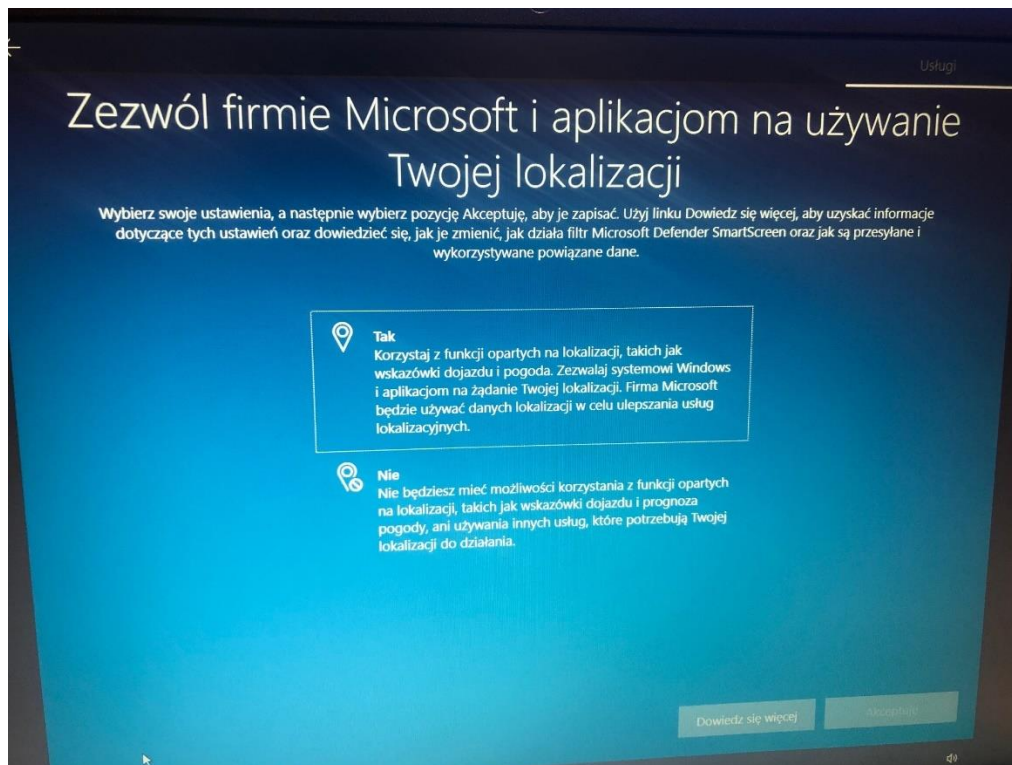 Usługi
Zezwól firmie Microsoft i aplikacjom na używanie
Twojej lokalizacji
Wybierz swoje ustawienia, a następnie wybierz pozycję Akceptuję, aby je zapisać. Użyj linku Dowiedz się więcej, aby uzyskać informacje
dotyczące tych ustawień oraz dowiedzieć się, jak je zmienić, jak działa filtr Microsoft Defender SmartScreen oraz jak są przesyłane i
wykorzystywane powiązane dane.
Tak
Korzystaj z funkcji opartych na lokalizacji, takich jak
wskazówki dojazdu i pogoda. Zezwalaj systemowi Windows
i aplikacjom na żądanie Twojej lokalizacji. Firma Microsoft
będzie używać danych lokalizacji w celu ulepszania usług
lokalizacyjnych.
Nie
Nie będziesz mieć możliwości korzystania z funkcji opartych
na lokalizacji, takich jak wskazówki dojazdu i prognoza
pogody, ani używania innych usług, które potrzebują Twojej
lokalizacji do działania.
Dowiedz się więcej
Akceptuję